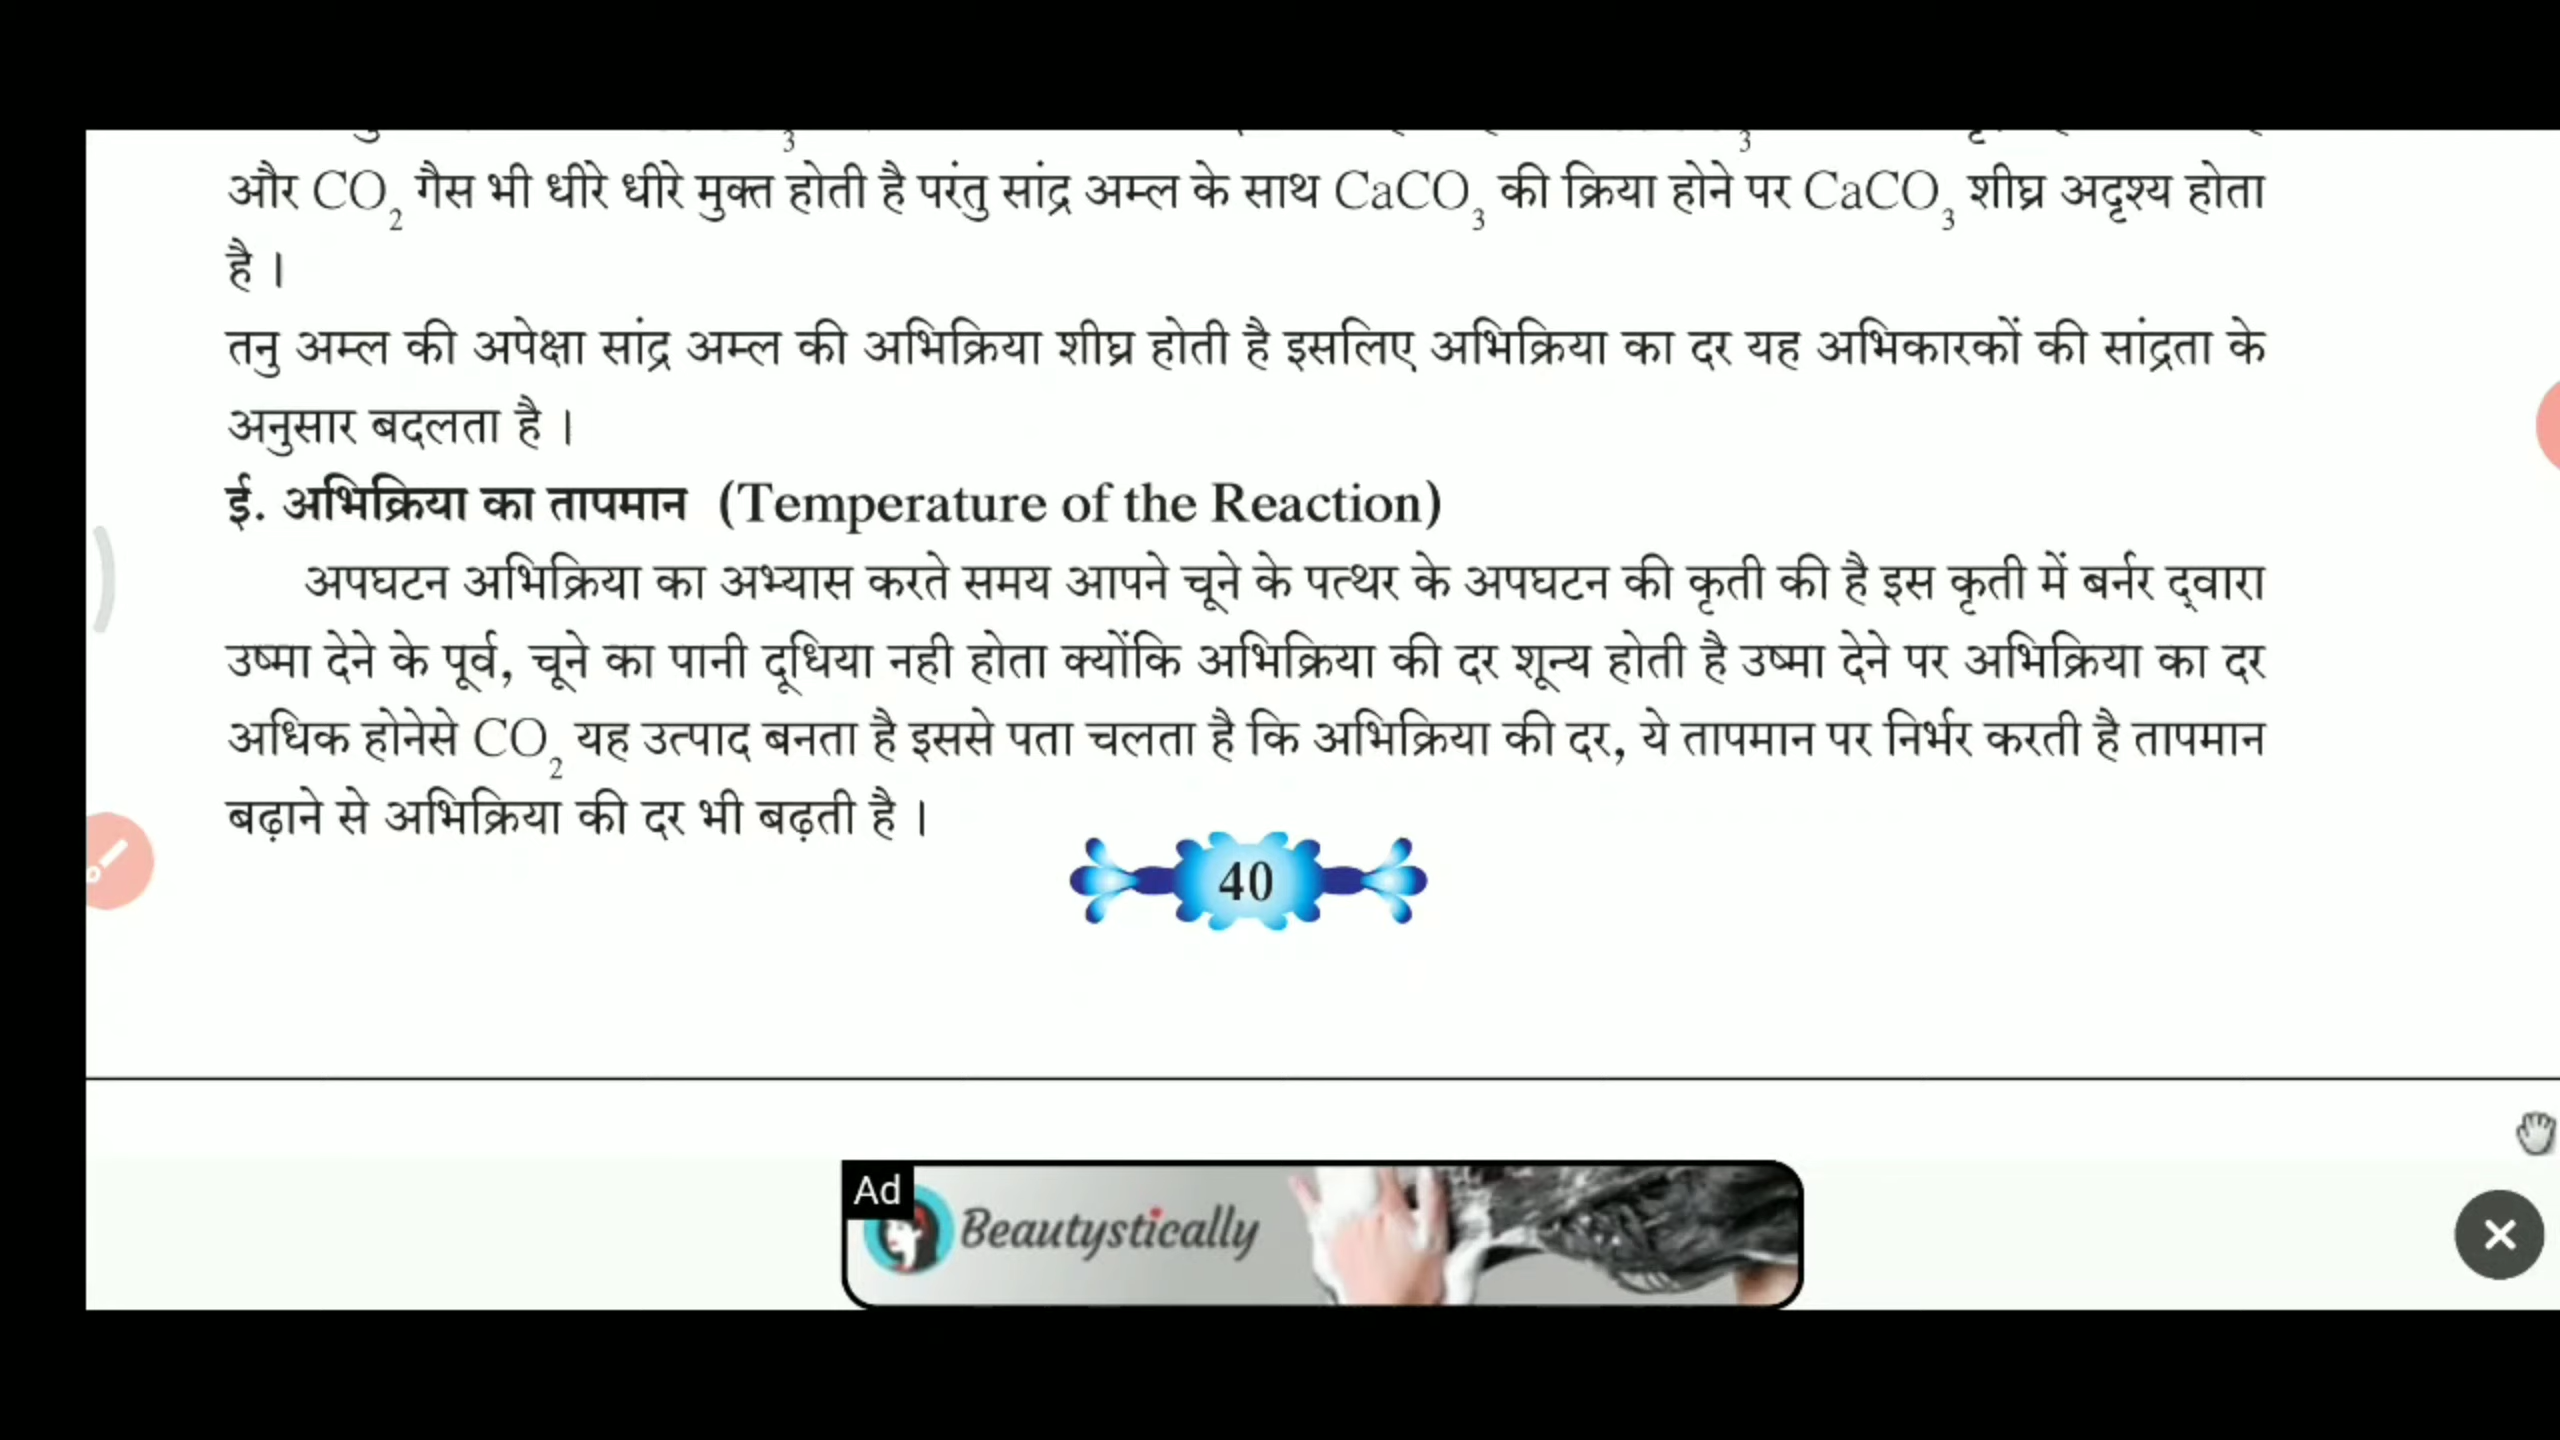 और CO₂ गैस भी धीरे धीरे मुक्त होती है परंतु सांद्र अम्ल के साथ CaCO₃ की क्रिया होने पर CaCO₃ शीघ्र अदृश्य होता
है ।
तनु अम्ल की अपेक्षा सांद्र अम्ल की अभिक्रिया शीघ्र होती है इसलिए अभिक्रिया का दर यह अभिकारकों की सांद्रता के
अनुसार बदलता है ।
ई. अभिक्रिया का तापमान (Temperature of the Reaction)
अपघटन अभिक्रिया का अभ्यास करते समय आपने चूने के पत्थर के अपघटन की कृती की है इस कृती में बर्नर द्‌वारा
उष्मा देने के पूर्व, चूने का पानी दूधिया नही होता क्योंकि अभिक्रिया की दर शून्य होती है उष्मा देने पर अभिक्रिया का दर
अधिक होनेसे CO₂ यह उत्पाद बनता है इससे पता चलता है कि अभिक्रिया की दर, ये तापमान पर निर्भर करती है तापमान
बढ़ाने से अभिक्रिया की दर भी बढ़ती है ।
40
Ad
Beautystically